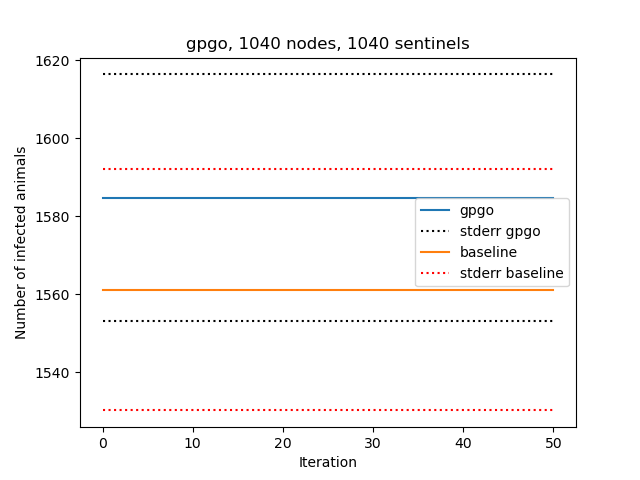 gpgo, 1040 nodes, 1040 sentinels
1620
1600
1580
1560
1540
Number of infected animals
gpgo
stderr gpgo
baseline
stderr baseline
0 10 20 30 40 50
Iteration